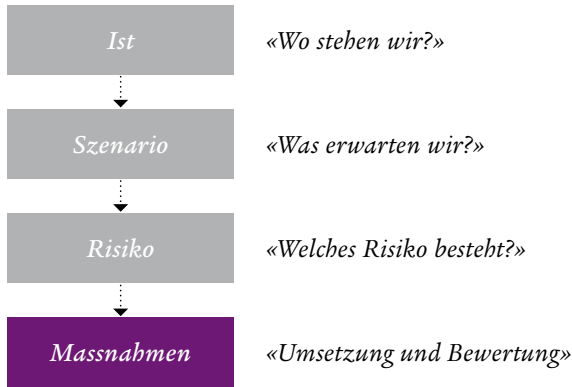 Ist «Wo stehen wir?»
Szenario «Was erwarten wir?»
Risiko «Welches Risiko besteht?»
Massnahmen «Umsetzung und Bewertung»